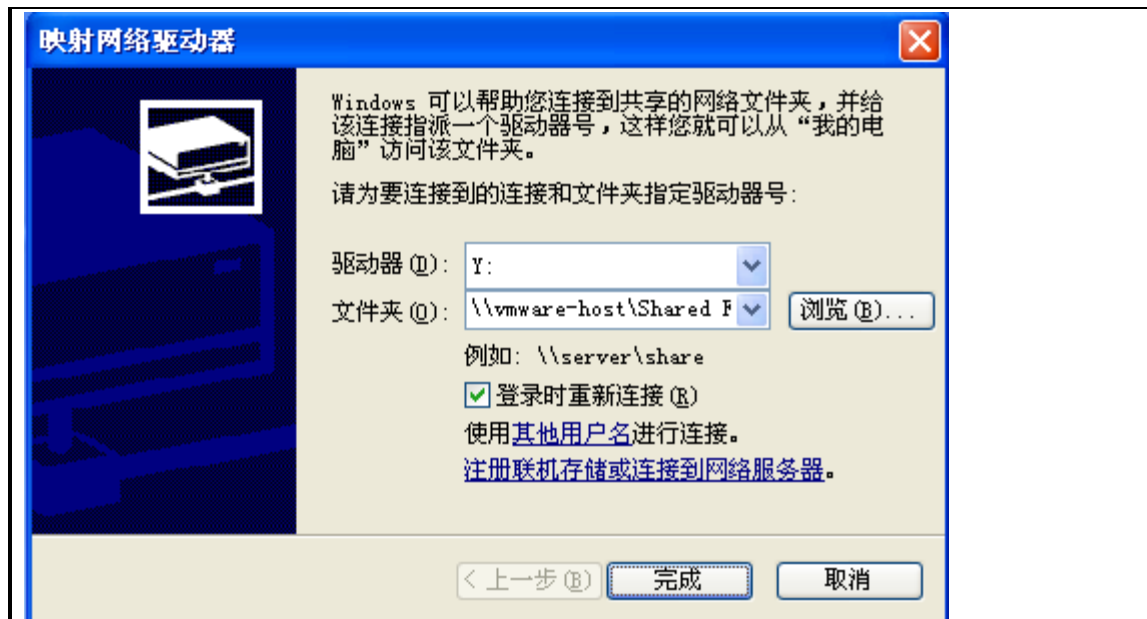 映射网络驱动器
Windows 可以帮助您连接到共享的网络文件夹，并给
该连接指派一个驱动器号，这样您就可以从“我的电
脑”访问该文件夹。
请为要连接到的连接和文件夹指定驱动器号:
驱动器(D): Y:
文件夹(O): \\vmware-host\Shared F 浏览(B)...
例如: \\server\share
登录时重新连接(R)
使用其他用户名进行连接。
注册联机存储或连接到网络服务器。
< 上一步(B) 完成 取消